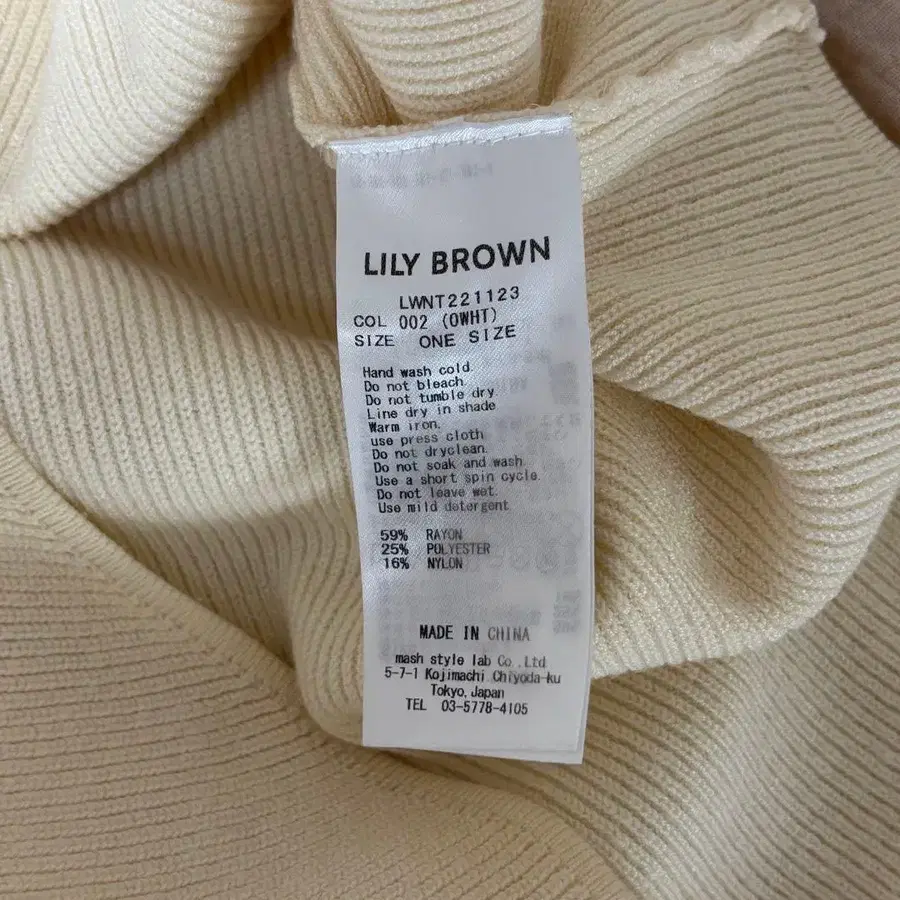 LILY BROWN
LWNT221123
COL 002 (OWHT)
SIZE ONE SIZE
Hand wash cold.
Do not bleach.
Do not tumble dry.
Line dry in shade
Warm iron,
use press cloth
Do not dryclean.
Do not soak and wash.
Use a short spin cycle.
Do not leave wet.
Use mild detergent.
59% RAYON
25% POLYESTER
16% NYLON
MADE IN CHINA
mash style lab Co.,Ltd
5-7-1 Kojimachi Chiyoda-ku
Tokyo, Japan
TEL 03-5778-4105